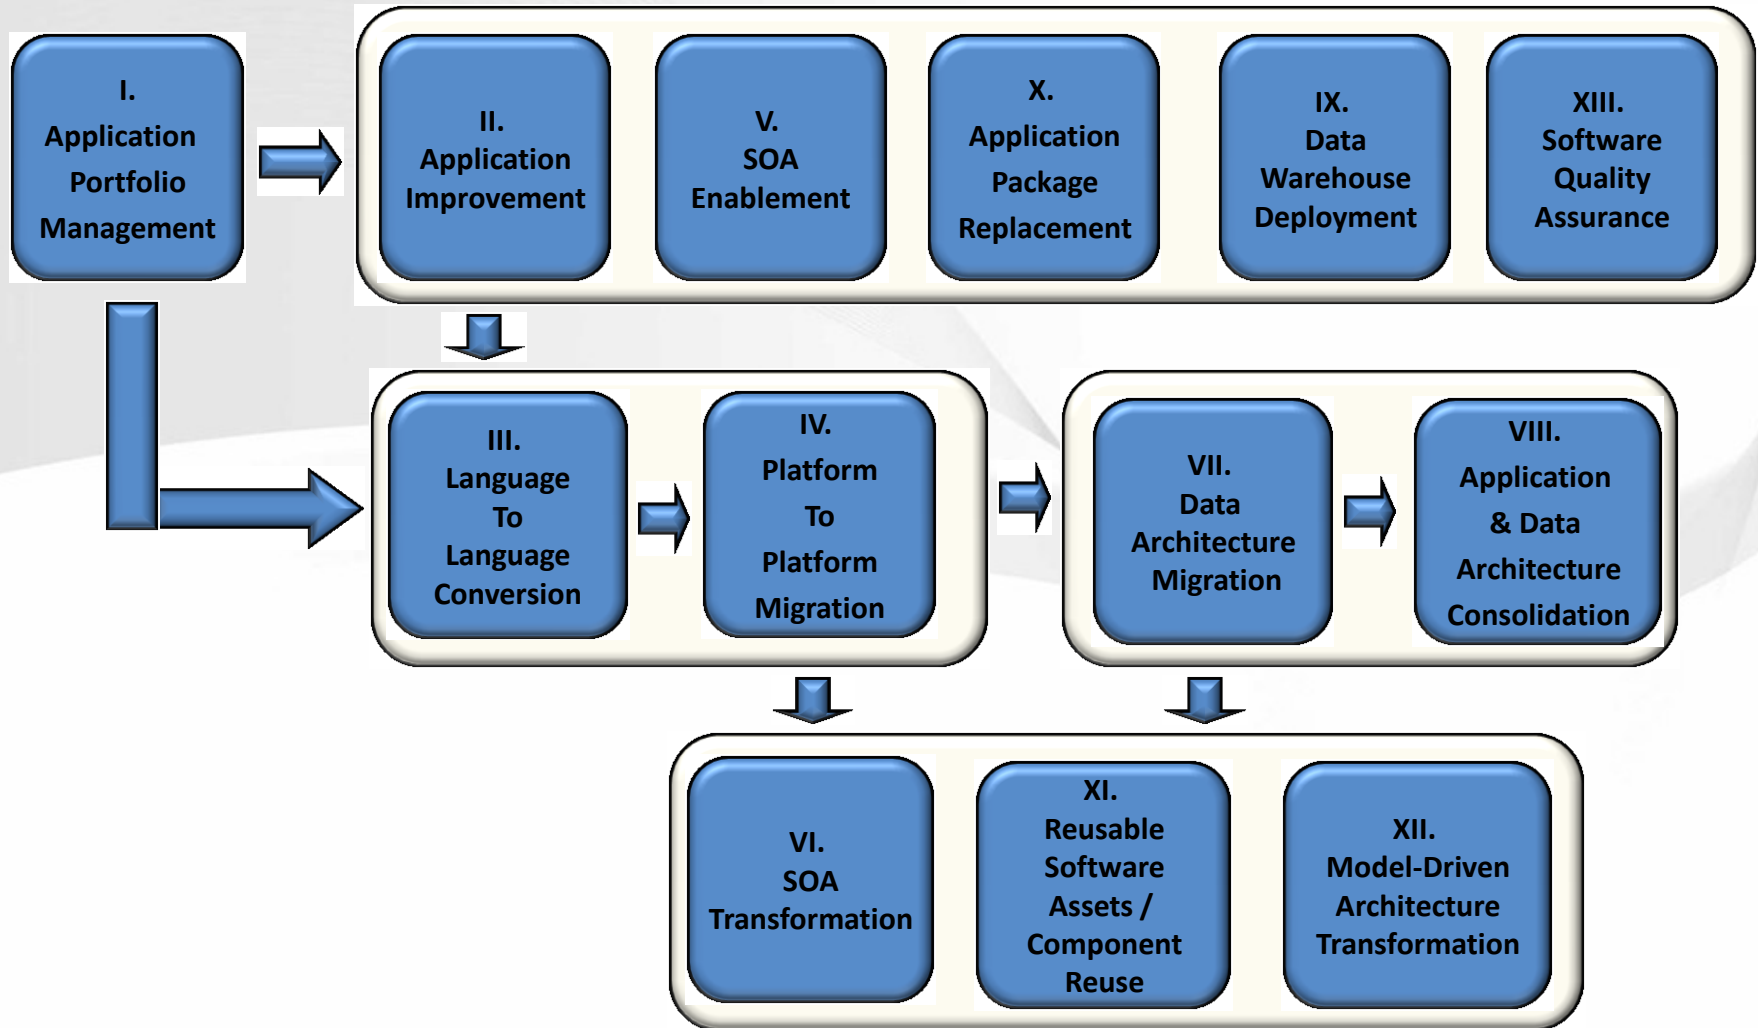 I.
Application
Portfolio
Management
II.
Application
Improvement
V.
SOA
Enablement
X.
Application
Package
Replacement
IX.
Data
Warehouse
Deployment
XIII.
Software
Quality
Assurance
III.
Language
To
Language
Conversion
IV.
Platform
To
Platform
Migration
VII.
Data
Architecture
Migration
VIII.
Application
& Data
Architecture
Consolidation
VI.
SOA
Transformation
XI.
Reusable
Software
Assets /
Component
Reuse
XII.
Model-Driven
Architecture
Transformation